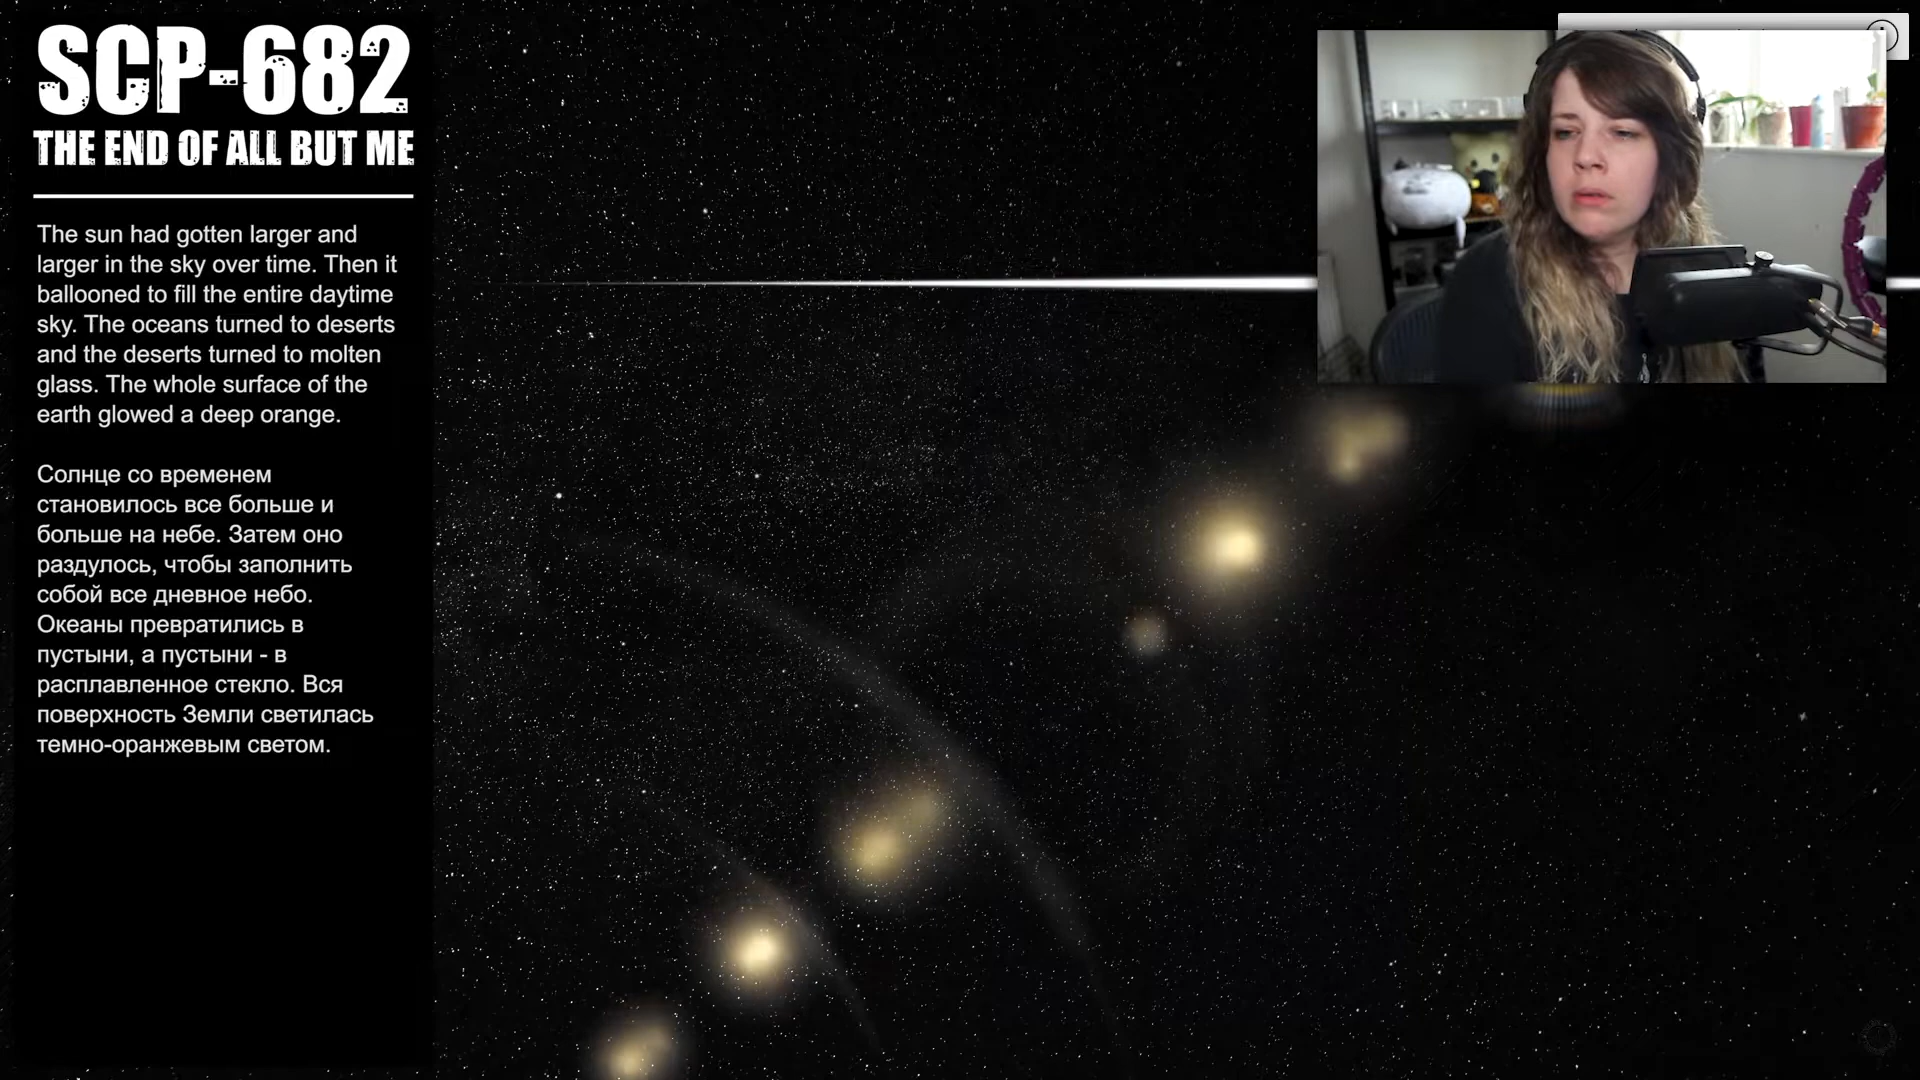 SCP-682
THE END OF ALL BUT ME
The sun had gotten larger and
larger in the sky over time. Then it
ballooned to fill the entire daytime
sky. The oceans turned to deserts
and the deserts turned to molten
glass. The whole surface of the
earth glowed a deep orange.
Солнце со временем
становилось все больше и
больше на небе. Затем оно
раздулось, чтобы заполнить
собой все дневное небо.
Океаны превратились в
пустыни, а пустыни - в
расплавленное стекло. Вся
поверхность Земли светилась
темно-оранжевым светом.